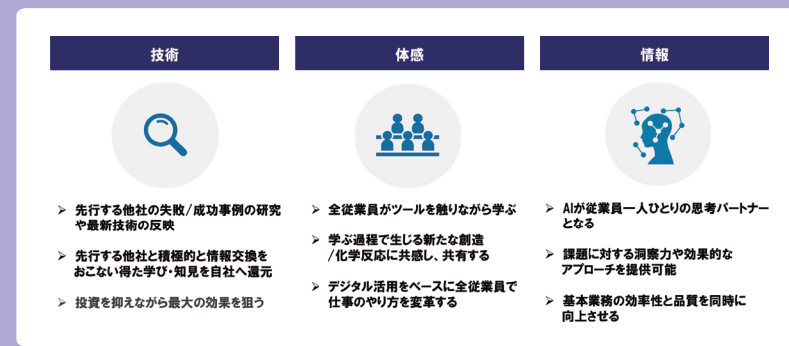 技術
➢ 先行する他社の失敗/成功事例の研究
や最新技術の反映
➢ 先行する他社と積極的と情報交換を
おこない得た学び・知見を自社へ還元
➢ 投資を抑えながら最大の効果を狙う
体感
➢ 全従業員がツールを触りながら学ぶ
➢ 学ぶ過程で生じる新たな創造
/化学反応に共感し、共有する
➢ デジタル活用をベースに全従業員で
仕事のやり方を変革する
情報
➢ AIが従業員一人ひとりの思考パートナー
となる
➢ 課題に対する洞察力や効果的な
アプローチを提供可能
➢ 基本業務の効率性と品質を同時に
向上させる